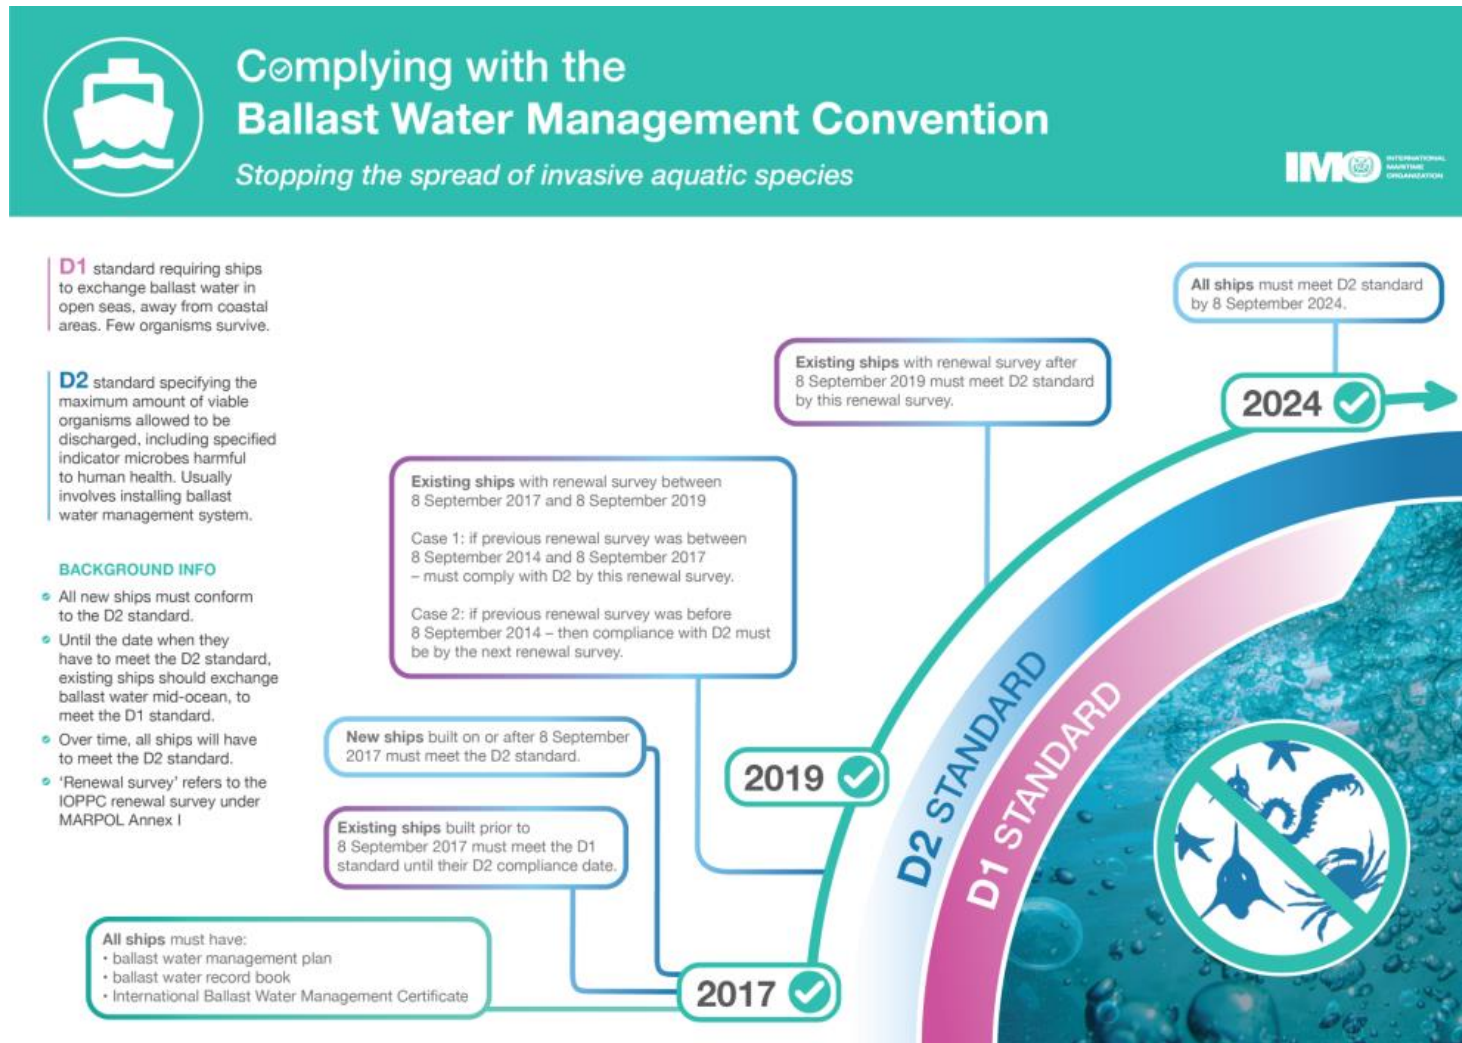 Complying with the
Ballast Water Management Convention
Stopping the spread of invasive aquatic species
IMO
INTERNATIONAL
MARITIME
ORGANIZATION
D1 standard requiring ships
to exchange ballast water in
open seas, away from coastal
areas. Few organisms survive.
D2 standard specifying the
maximum amount of viable
organisms allowed to be
discharged, including specified
indicator microbes harmful
to human health. Usually
involves installing ballast
water management system.
BACKGROUND INFO
All new ships must conform
to the D2 standard.
Until the date when they
have to meet the D2 standard,
existing ships should exchange
ballast water mid-ocean, to
meet the D1 standard.
Over time, all ships will have
to meet the D2 standard.
'Renewal survey' refers to the
IOPPC renewal survey under
MARPOL Annex I
All ships must meet D2 standard
by 8 September 2024.
2024
Existing ships with renewal survey after
8 September 2019 must meet D2 standard
by this renewal survey.
Existing ships with renewal survey between
8 September 2017 and 8 September 2019
Case 1: if previous renewal survey was between
8 September 2014 and 8 September 2017
– must comply with D2 by this renewal survey.
Case 2: if previous renewal survey was before
8 September 2014 – then compliance with D2 must
be by the next renewal survey.
2019
New ships built on or after 8 September
2017 must meet the D2 standard.
Existing ships built prior to
8 September 2017 must meet the D1
standard until their D2 compliance date.
All ships must have:
• ballast water management plan
• ballast water record book
• International Ballast Water Management Certificate
2017
D2 STANDARD
D1 STANDARD